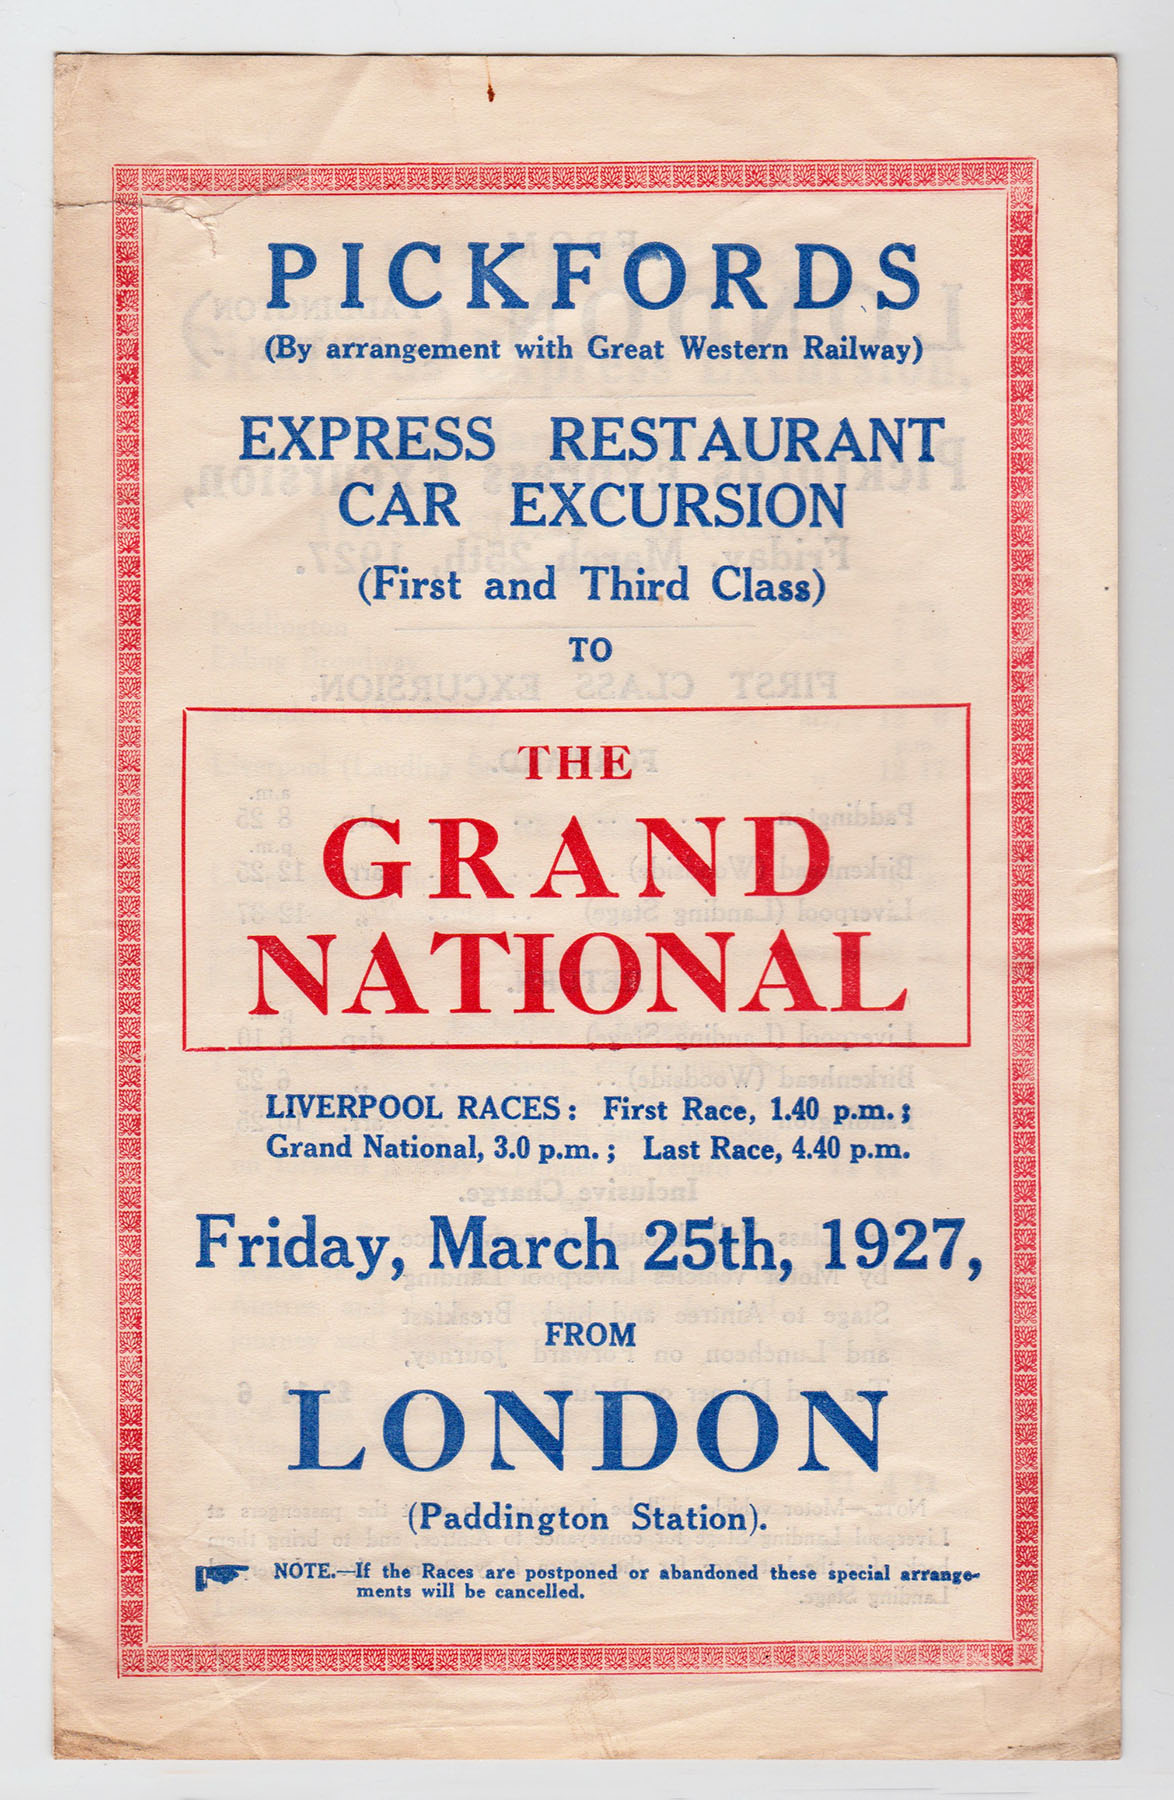 PICKFORDS
(By arrangement with Great Western Railway)
EXPRESS RESTAURANT
CAR EXCURSION
(First and Third Class)
TO
THE
GRAND
NATIONAL
LIVERPOOL RACES: First Race, 1.40 p.m.;
Grand National, 3.0 p.m.; Last Race, 4.40 p.m.
Friday, March 25th, 1927,
FROM
LONDON
(Paddington Station).
NOTE.—If the Races are postponed or abandoned these special arrange-
ments will be cancelled.